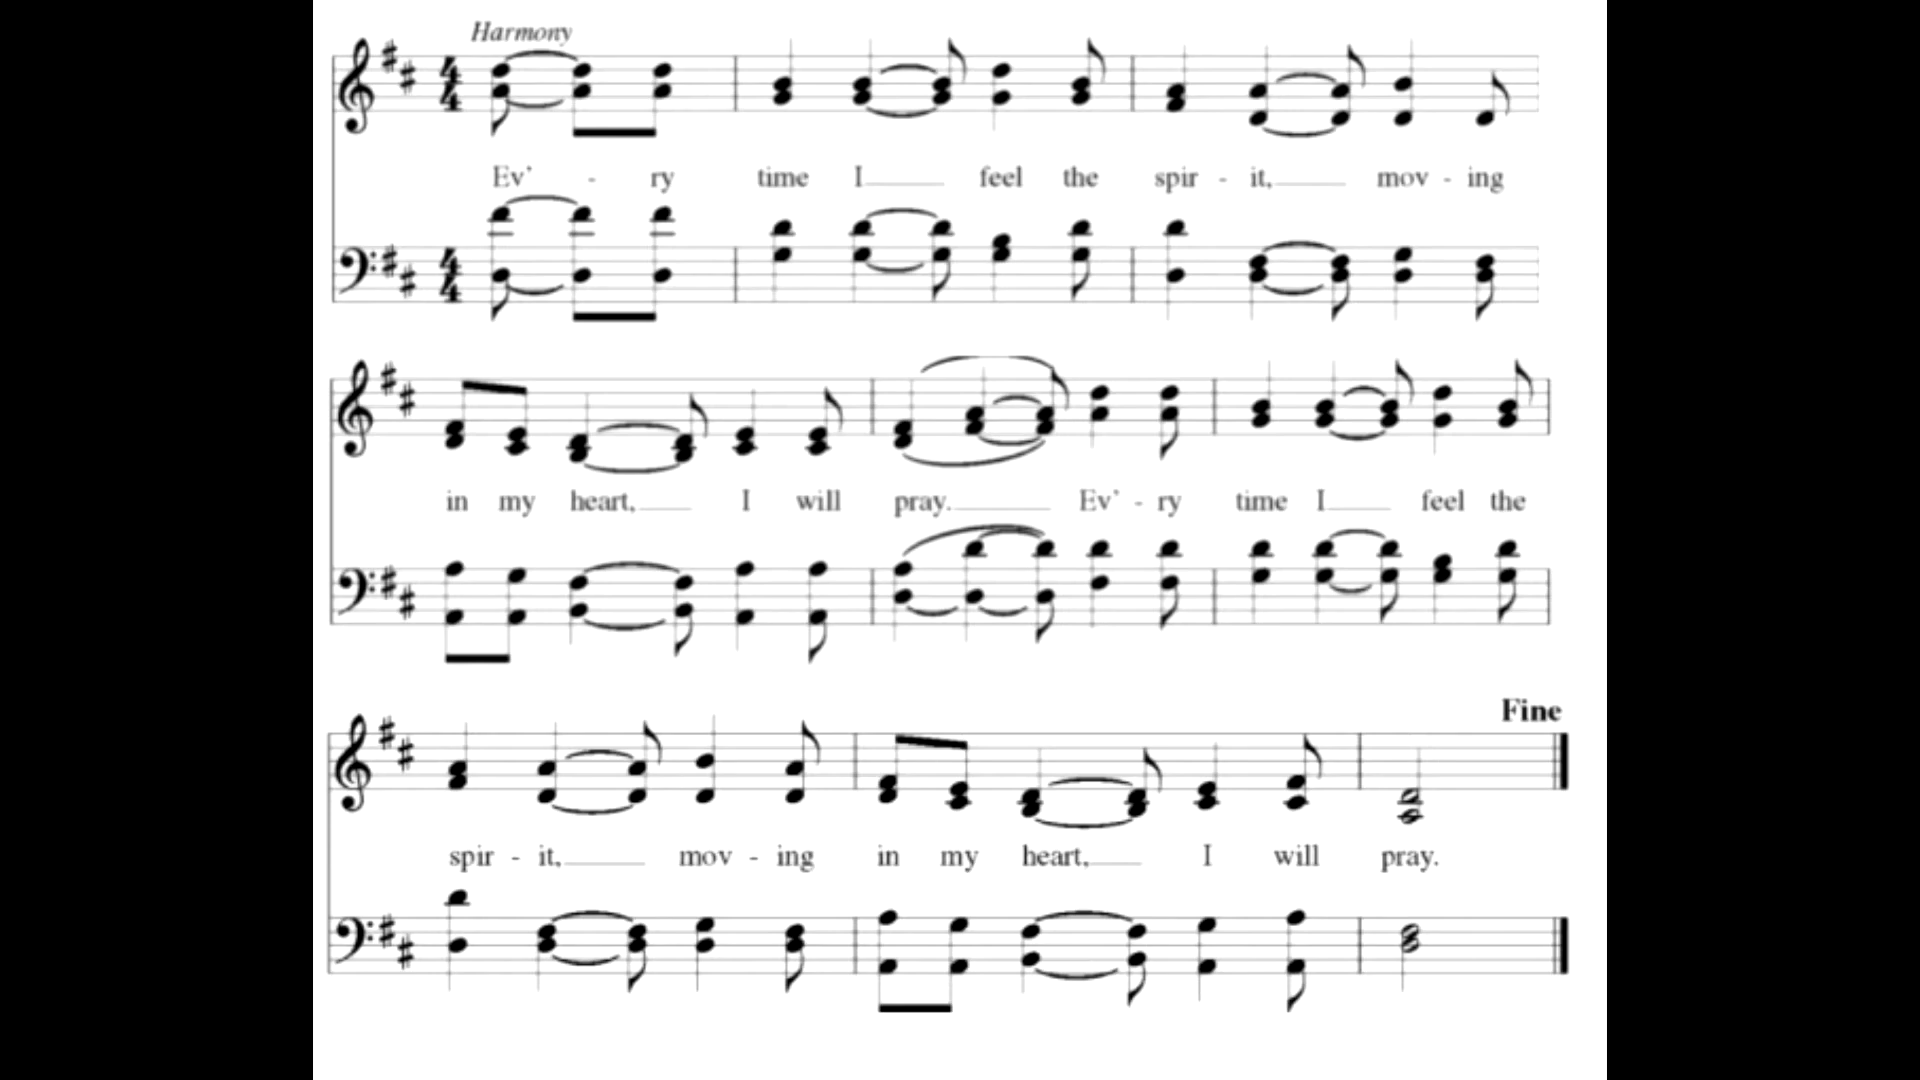 Harmony
Ev' - ry time I feel the spir - it, mov - ing
in my heart, I will pray. Ev' - ry time I feel the
Fine
spir - it, mov - ing in my heart, I will pray.